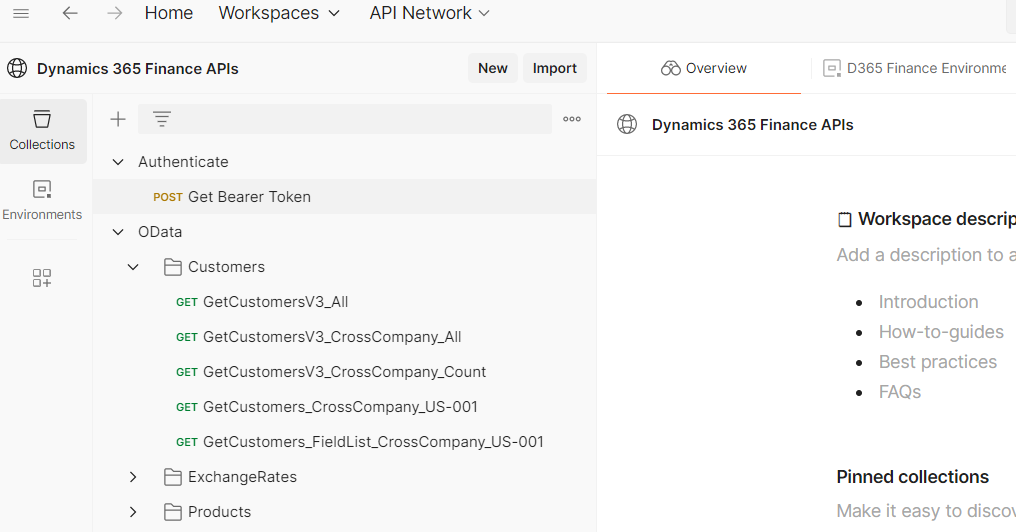 Home Workspaces API Network
Dynamics 365 Finance APIs New Import
Overview D365 Finance Environme
Collections
Environments
Authenticate
POST Get Bearer Token
OData
Customers
GET GetCustomersV3_All
GET GetCustomersV3_CrossCompany_All
GET GetCustomersV3_CrossCompany_Count
GET GetCustomers_CrossCompany_US-001
GET GetCustomers_FieldList_CrossCompany_US-001
ExchangeRates
Products
Dynamics 365 Finance APIs
Workspace descrip
Add a description to a
Introduction
How-to-guides
Best practices
FAQs
Pinned collections
Make it easy to discov